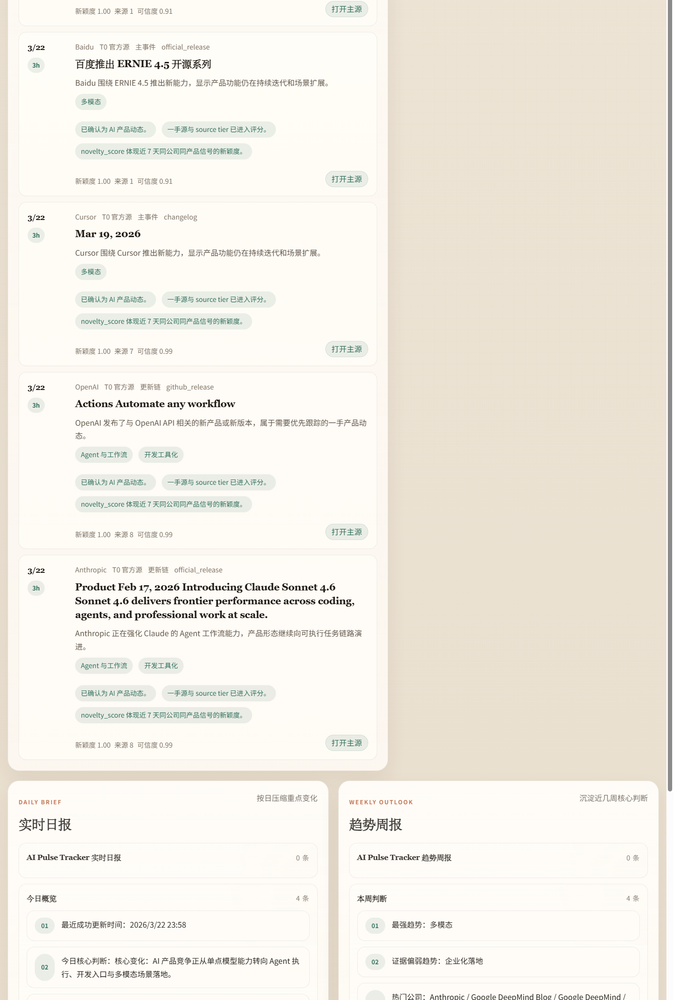 新颖度 1.00 来源 1 可信度 0.91
打开主源
3/22
3h
Baidu T0 官方源 主事件 official_release
百度推出 ERNIE 4.5 开源系列
Baidu 围绕 ERNIE 4.5 推出新能力，显示产品功能仍在持续迭代和场景扩展。
多模态
已确认为 AI 产品动态。 一手源与 source tier 已进入评分。
novelty_score 体现近 7 天同公司同产品信号的新颖度。
新颖度 1.00 来源 1 可信度 0.91
打开主源
3/22
3h
Cursor T0 官方源 主事件 changelog
Mar 19, 2026
Cursor 围绕 Cursor 推出新能力，显示产品功能仍在持续迭代和场景扩展。
多模态
已确认为 AI 产品动态。 一手源与 source tier 已进入评分。
novelty_score 体现近 7 天同公司同产品信号的新颖度。
新颖度 1.00 来源 7 可信度 0.99
打开主源
3/22
3h
OpenAI T0 官方源 更新链 github_release
Actions Automate any workflow
OpenAI 发布了与 OpenAI API 相关的新产品或新版本，属于需要优先跟踪的一手产品动
态。
Agent 与工作流 开发工具化
已确认为 AI 产品动态。 一手源与 source tier 已进入评分。
novelty_score 体现近 7 天同公司同产品信号的新颖度。
新颖度 1.00 来源 8 可信度 0.99
打开主源
3/22
3h
Anthropic T0 官方源 更新链 official_release
Product Feb 17, 2026 Introducing Claude Sonnet 4.6
Sonnet 4.6 delivers frontier performance across coding,
agents, and professional work at scale.
Anthropic 正在强化 Claude 的 Agent 工作流能力，产品形态继续向可执行任务链路演
进。
Agent 与工作流 开发工具化
已确认为 AI 产品动态。 一手源与 source tier 已进入评分。
novelty_score 体现近 7 天同公司同产品信号的新颖度。
新颖度 1.00 来源 8 可信度 0.99
打开主源
DAILY BRIEF
按日压缩重点变化
实时日报
AI Pulse Tracker 实时日报
0 条
今日概览
4 条
01 最近成功更新时间：2026/3/22 23:58
02 今日核心判断：核心变化：AI 产品竞争正从单点模型能力转向 Agent 执
行、开发入口与多模态场景落地。
WEEKLY OUTLOOK
沉淀近几周核心判断
趋势周报
AI Pulse Tracker 趋势周报
0 条
本周判断
4 条
01 最强趋势：多模态
02 证据偏弱趋势：企业化落地
热门公司：Anthropic / Google DeepMind Blog / Google DeepMind /